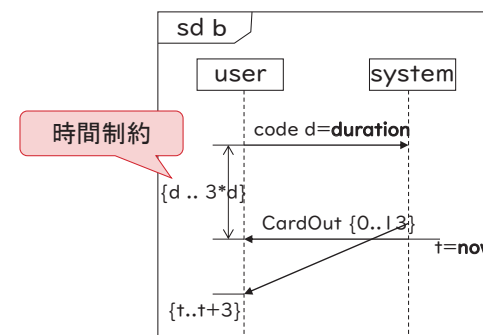 sd b
user
system
時間制約
code d=duration
{d .. 3*d}
CardOut {0..13}
t=now
{t..t+3}